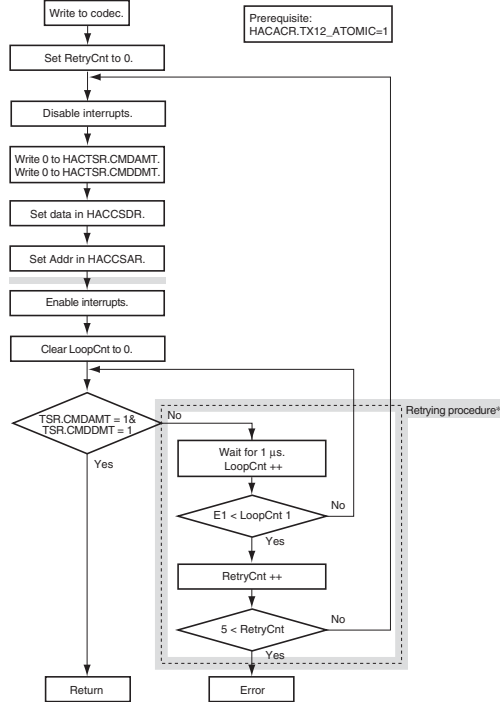 Write to codec.
Prerequisite:
HACACR.TX12_ATOMIC=1
Set RetryCnt to 0.
Disable interrupts.
Write 0 to HACTSR.CMDAMT.
Write 0 to HACTSR.CMDDMT.
Set data in HACCSDR.
Set Addr in HACCSAR.
Enable interrupts.
Clear LoopCnt to 0.
TSR.CMDAMT = 1&
TSR.CMDDMT = 1
No
Yes
Retrying procedure*
Wait for 1 μs.
LoopCnt ++
E1 < LoopCnt 1
No
Yes
RetryCnt ++
5 < RetryCnt
No
Yes
Return
Error